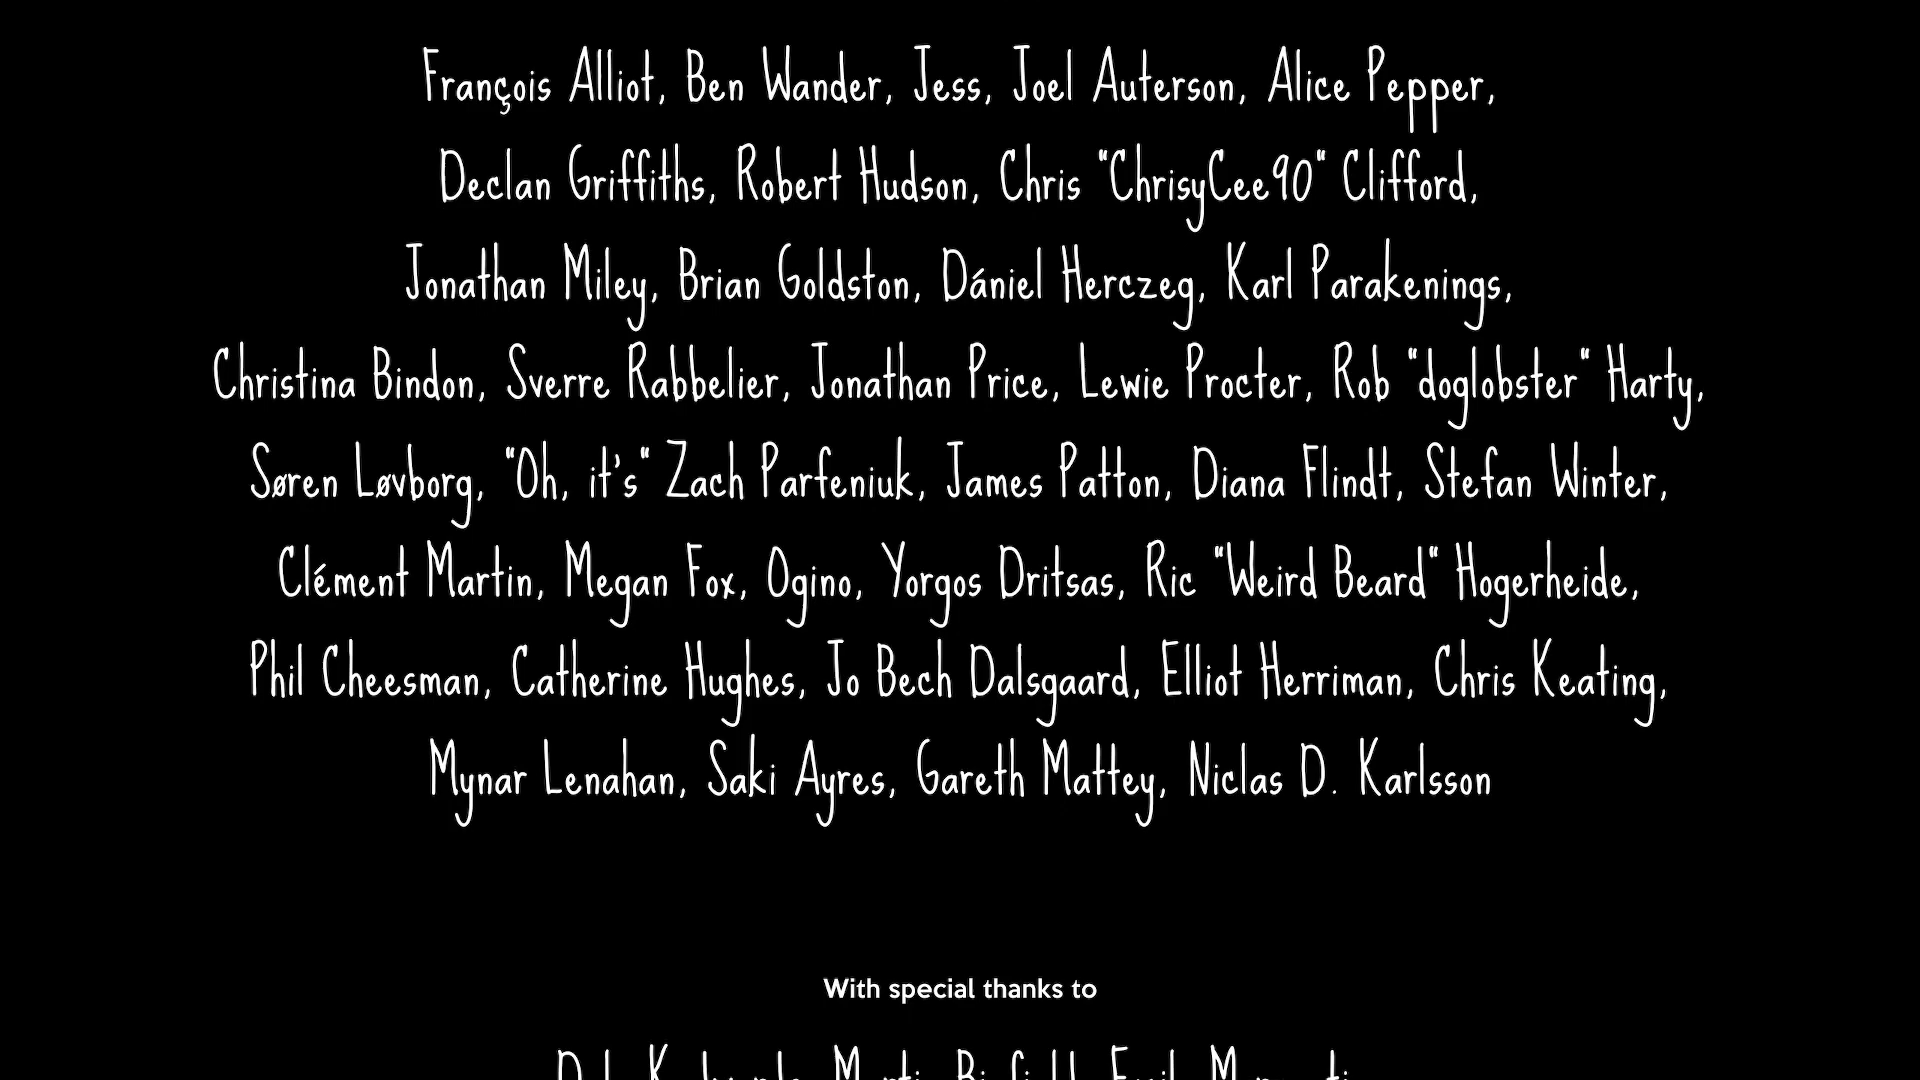 François Alliot, Ben Wander, Jess, Joel Auterson, Alice Pepper,
Declan Griffiths, Robert Hudson, Chris "ChrisyCee90" Clifford,
Jonathan Miley, Brian Goldston, Dániel Herczeg, Karl Parakenings,
Christina Bindon, Sverre Rabbelier, Jonathan Price, Lewie Procter, Rob "doglobster" Harty,
Søren Løvborg, "Oh, it's" Zach Parfeniuk, James Patton, Diana Flindt, Stefan Winter,
Clément Martin, Megan Fox, Ogino, Yorgos Dritsas, Ric "Weird Beard" Hogerheide,
Phil Cheesman, Catherine Hughes, Jo Bech Dalsgaard, Elliot Herriman, Chris Keating,
Mynar Lenahan, Saki Ayres, Gareth Mattey, Niclas D. Karlsson
With special thanks to